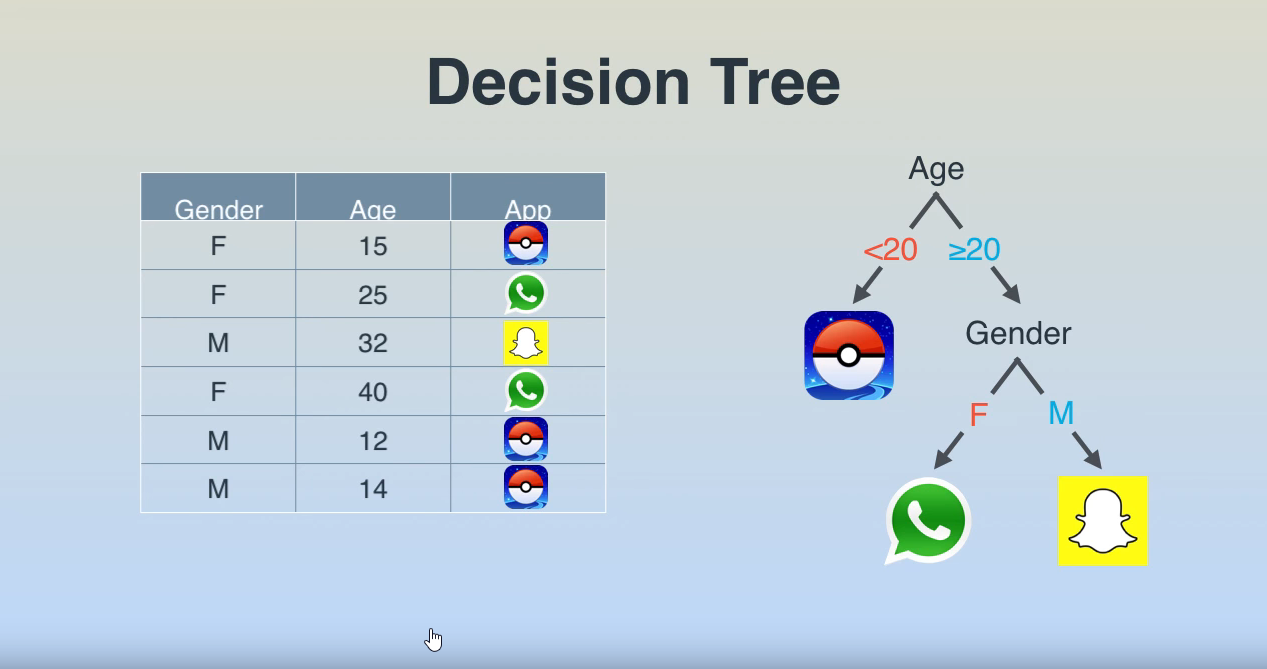 Decision Tree
Gender Age App
F 15
F 25
M 32
F 40
M 12
M 14
Age
<20 ≥20
Gender
F M